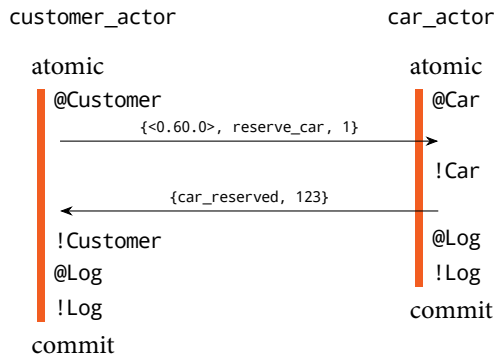 customer_actor
car_actor
atomic
atomic
@Customer
@Car
{<0.60.0>, reserve_car, 1}
!Car
{car_reserved, 123}
!Customer
@Log
@Log
!Log
!Log
commit
commit